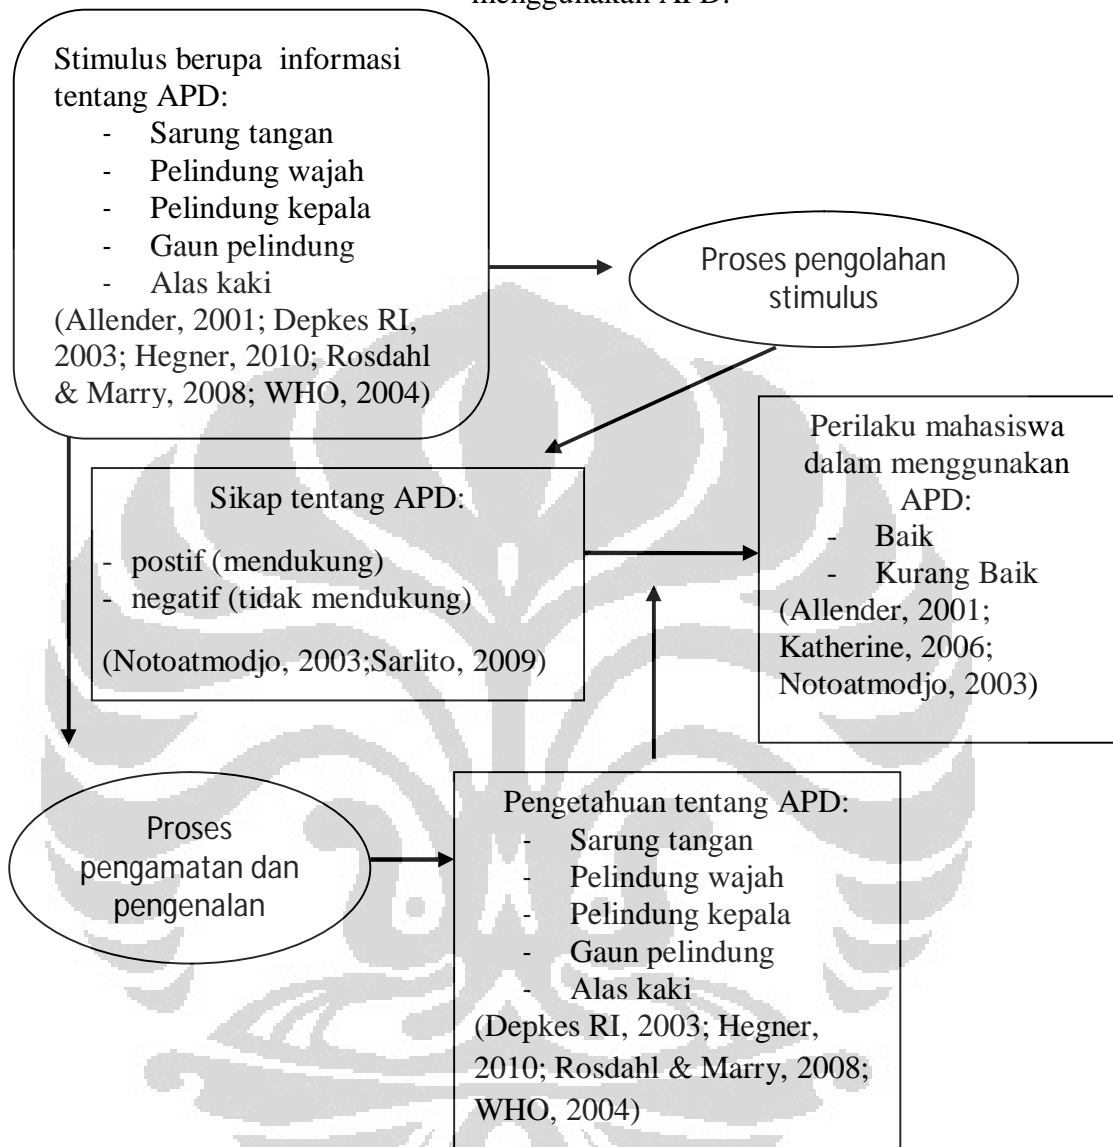 menggunakan APD.
Stimulus berupa informasi
tentang APD:
- Sarung tangan
- Pelindung wajah
- Pelindung kepala
- Gaun pelindung
- Alas kaki
(Allender, 2001; Depkes RI,
2003; Hegner, 2010; Rosdahl
& Marry, 2008; WHO, 2004)
Proses pengolahan
stimulus
Sikap tentang APD:
- postif (mendukung)
- negatif (tidak mendukung)
(Notoatmodjo, 2003;Sarlito, 2009)
Perilaku mahasiswa
dalam menggunakan
APD:
- Baik
- Kurang Baik
(Allender, 2001;
Katherine, 2006;
Notoatmodjo, 2003)
Proses
pengamatan dan
pengenalan
Pengetahuan tentang APD:
- Sarung tangan
- Pelindung wajah
- Pelindung kepala
- Gaun pelindung
- Alas kaki
(Depkes RI, 2003; Hegner,
2010; Rosdahl & Marry, 2008;
WHO, 2004)